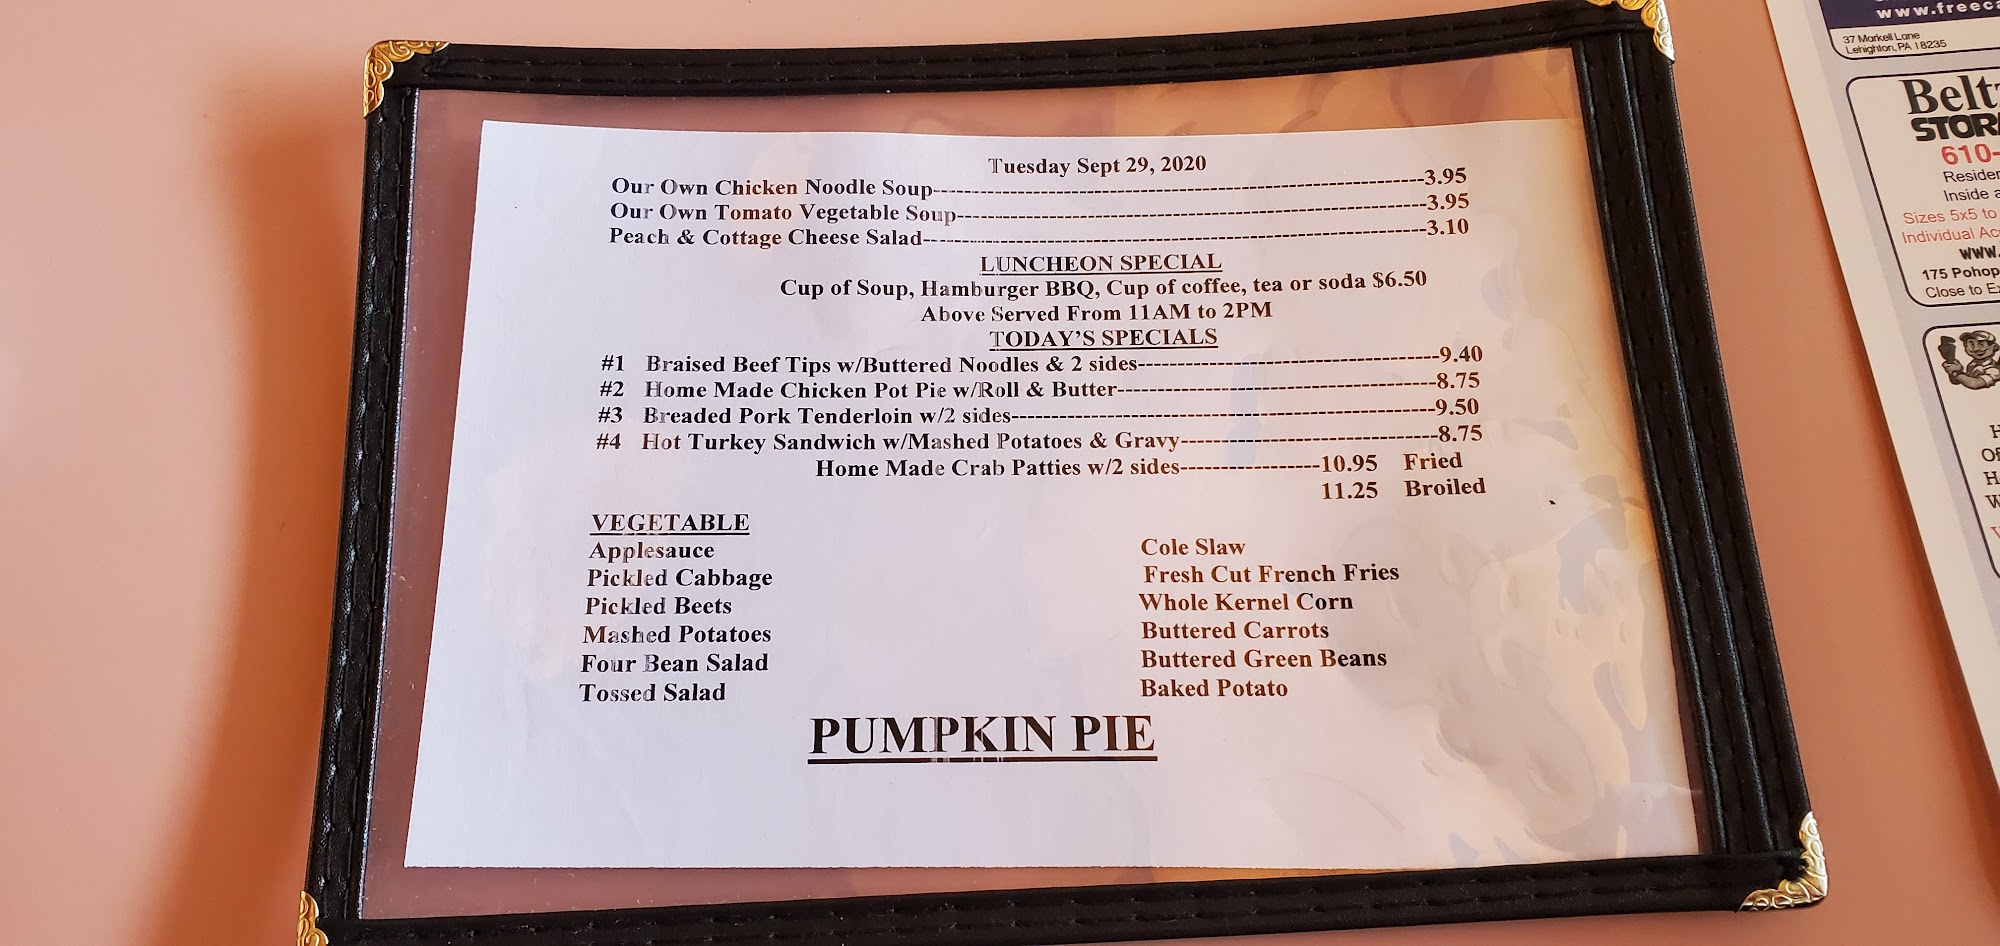 Tuesday Sept 29, 2020
Our Own Chicken Noodle Soup---3.95
Our Own Tomato Vegetable Soup---3.95
Peach & Cottage Cheese Salad---3.10
LUNCHEON SPECIAL
Cup of Soup, Hamburger BBQ, Cup of coffee, tea or soda $6.50
Above Served From 11AM to 2PM
TODAY'S SPECIALS
#1 Braised Beef Tips w/Buttered Noodles & 2 sides---9.40
#2 Home Made Chicken Pot Pie w/Roll & Butter---8.75
#3 Breaded Pork Tenderloin w/2 sides---9.50
#4 Hot Turkey Sandwich w/Mashed Potatoes & Gravy---8.75
Home Made Crab Patties w/2 sides---10.95 Fried
11.25 Broiled
VEGETABLE
Applesauce
Pickled Cabbage
Pickled Beets
Mashed Potatoes
Four Bean Salad
Tossed Salad
Cole Slaw
Fresh Cut French Fries
Whole Kernel Corn
Buttered Carrots
Buttered Green Beans
Baked Potato
PUMPKIN PIE
37 Markell Lane
Lehighton, PA 18235
610-
Inside
Sizes 5x5 to
Individual
www.
Close to